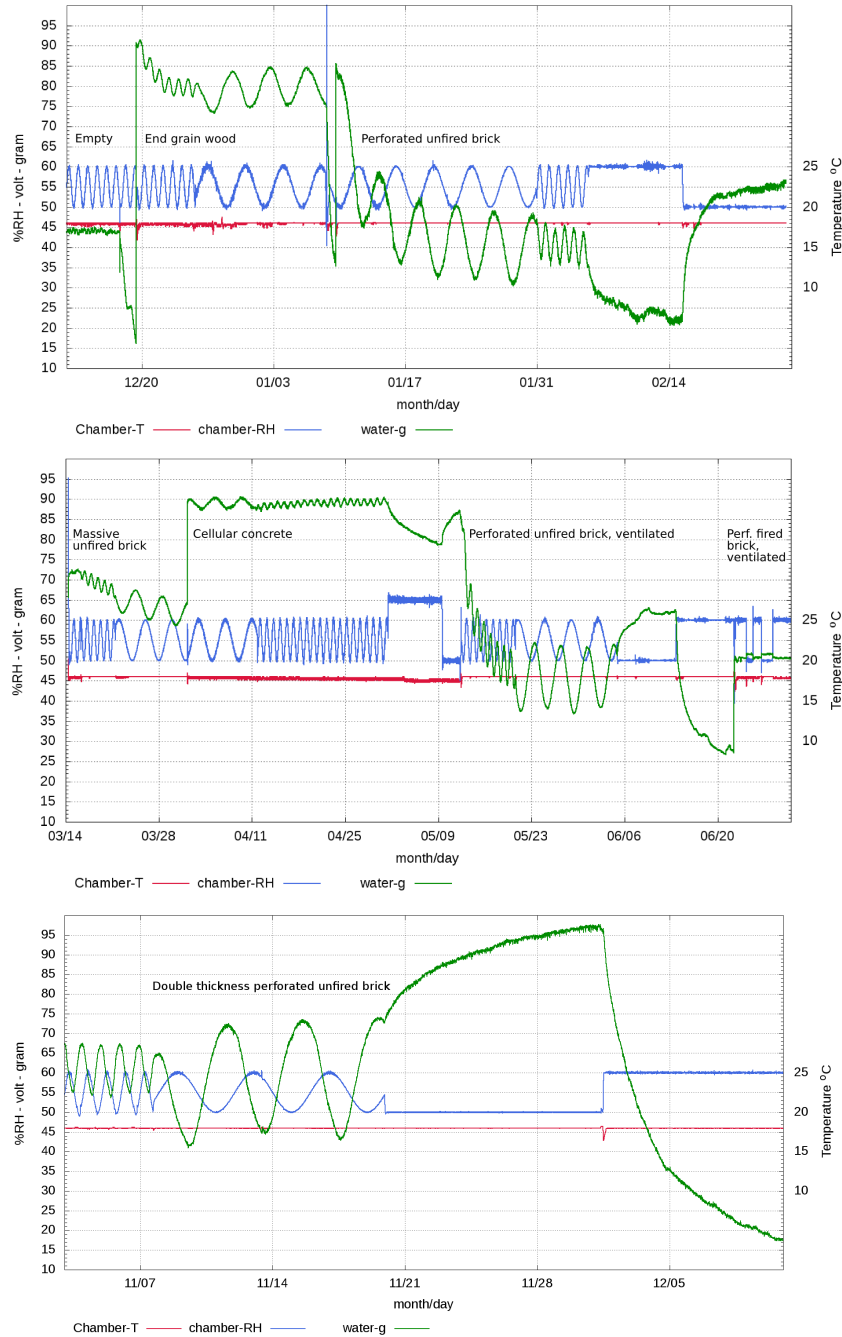 95
90
85
80
75
70
65
60
55
50
45
40
35
30
25
20
15
10
%RH - volt - gram
Empty
End grain wood
Perforated unfired brick
25
20
15
10
Temperature °C
12/20
01/03
01/17
01/31
02/14
month/day
Chamber-T
chamber-RH
water-g
95
90
85
80
75
70
65
60
55
50
45
40
35
30
25
20
15
10
%RH - volt - gram
Massive
unfired brick
Cellular concrete
Perforated unfired brick, ventilated
Perf. fired
brick,
ventilated
25
20
15
10
Temperature °C
03/14
03/28
04/11
04/25
05/09
05/23
06/06
06/20
month/day
Chamber-T
chamber-RH
water-g
95
90
85
80
75
70
65
60
55
50
45
40
35
30
25
20
15
10
%RH - volt - gram
Double thickness perforated unfired brick
25
20
15
10
Temperature °C
11/07
11/14
11/21
11/28
12/05
month/day
Chamber-T
chamber-RH
water-g